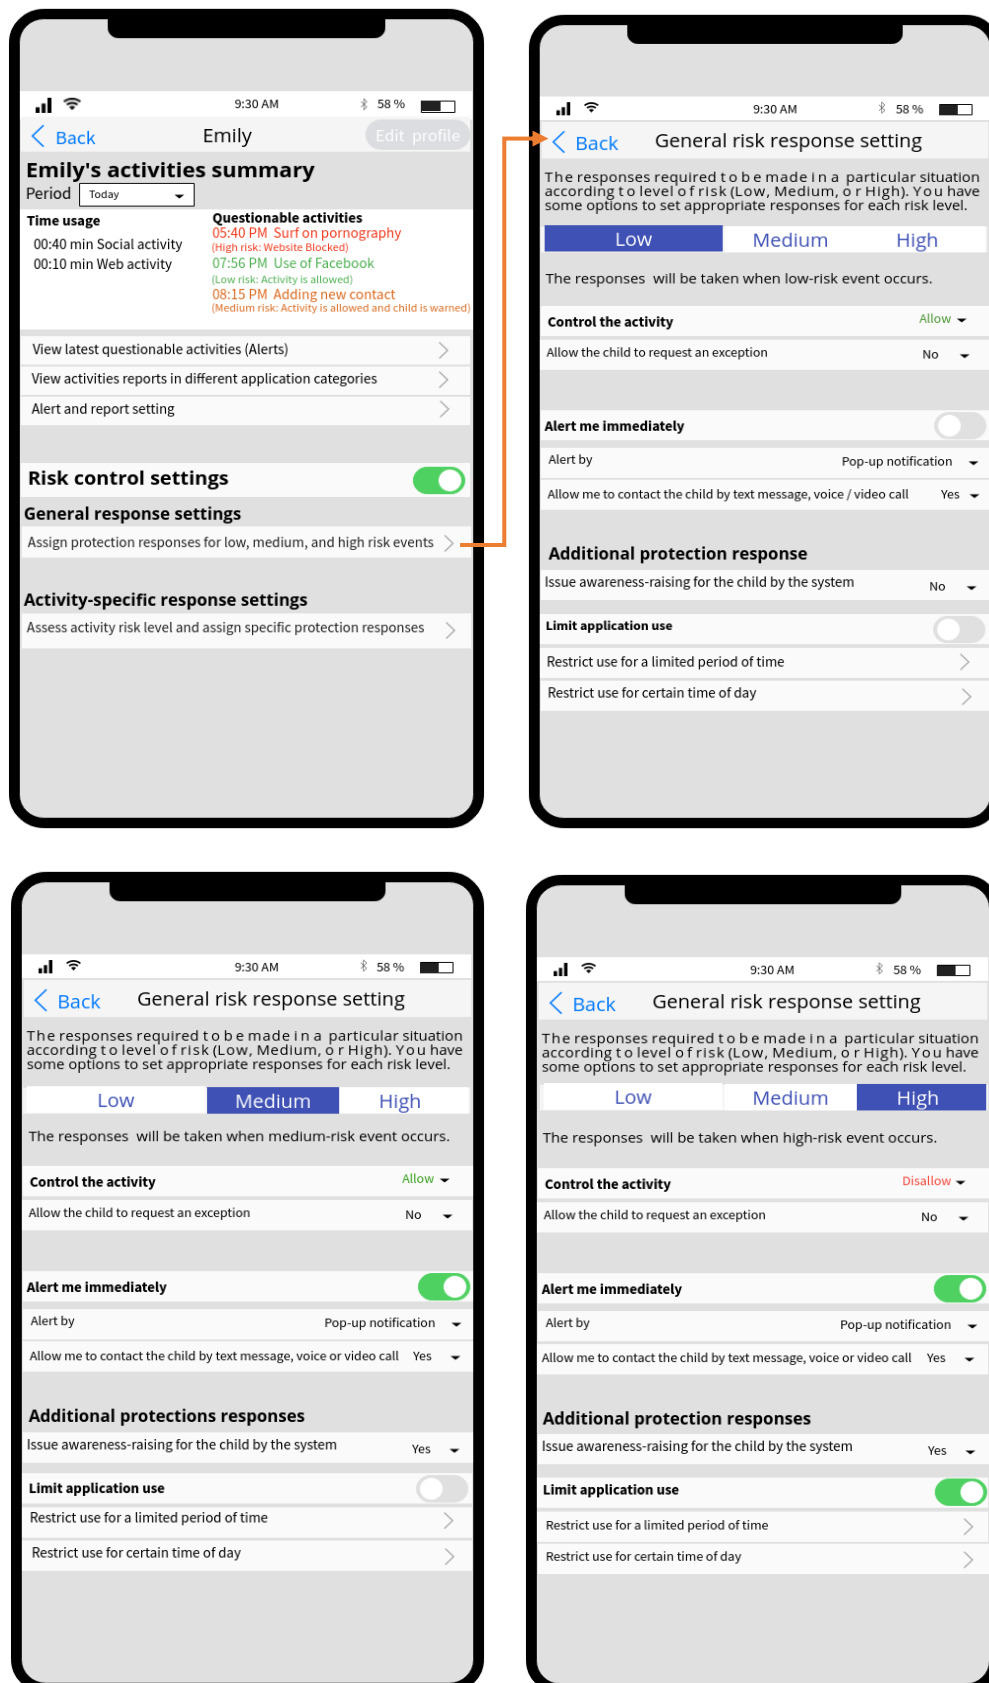 9:30 AM 58 %
Back Emily Edit profile
Emily's activities summary
Period Today
Time usage
00:40 min Social activity
00:10 min Web activity
Questionable activities
05:40 PM Surf on pornography
(High risk: Website Blocked)
07:56 PM Use of Facebook
(Low risk: Activity is allowed)
08:15 PM Adding new contact
(Medium risk: Activity is allowed and child is warned)
View latest questionable activities (Alerts)
View activities reports in different application categories
Alert and report setting
Risk control settings
General response settings
Assign protection responses for low, medium, and high risk events
Activity-specific response settings
Assess activity risk level and assign specific protection responses
9:30 AM 58 %
Back General risk response setting
The responses required to be made in a particular situation
according to level of risk (Low, Medium, or High). You have
some options to set appropriate responses for each risk level.
Low Medium High
The responses will be taken when low-risk event occurs.
Control the activity Allow
Allow the child to request an exception No
Alert me immediately
Alert by Pop-up notification
Allow me to contact the child by text message, voice / video call Yes
Additional protection response
Issue awareness-raising for the child by the system No
Limit application use
Restrict use for a limited period of time
Restrict use for certain time of day
9:30 AM 58 %
Back General risk response setting
The responses required to be made in a particular situation
according to level of risk (Low, Medium, or High). You have
some options to set appropriate responses for each risk level.
Low Medium High
The responses will be taken when medium-risk event occurs.
Control the activity Allow
Allow the child to request an exception No
Alert me immediately
Alert by Pop-up notification
Allow me to contact the child by text message, voice or video call Yes
Additional protections responses
Issue awareness-raising for the child by the system Yes
Limit application use
Restrict use for a limited period of time
Restrict use for certain time of day
9:30 AM 58 %
Back General risk response setting
The responses required to be made in a particular situation
according to level of risk (Low, Medium, or High). You have
some options to set appropriate responses for each risk level.
Low Medium High
The responses will be taken when high-risk event occurs.
Control the activity Disallow
Allow the child to request an exception No
Alert me immediately
Alert by Pop-up notification
Allow me to contact the child by text message, voice or video call Yes
Additional protection responses
Issue awareness-raising for the child by the system Yes
Limit application use
Restrict use for a limited period of time
Restrict use for certain time of day